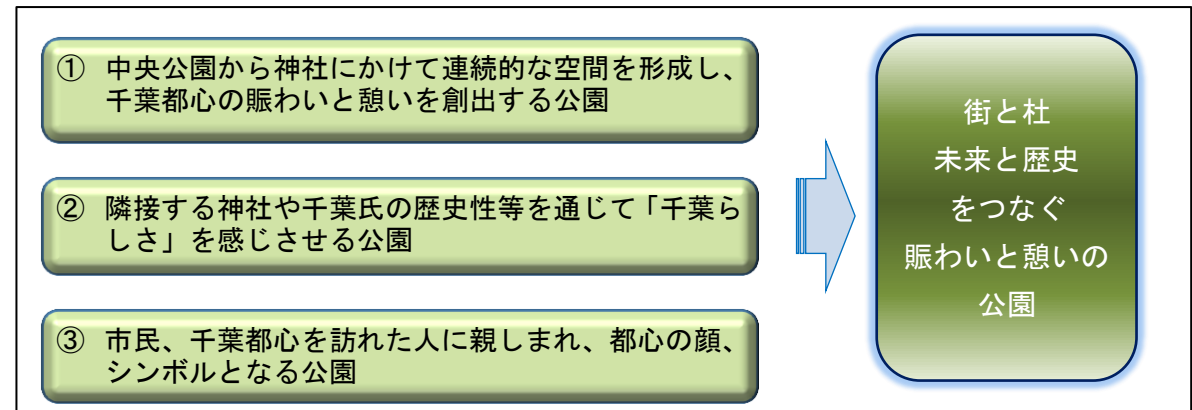 ① 中央公園から神社にかけて連続的な空間を形成し、
千葉都心の賑わいと憩いを創出する公園
② 隣接する神社や千葉氏の歴史性等を通じて「千葉ら
しさ」を感じさせる公園
③ 市民、千葉都心を訪れた人に親しまれ、都心の顔、
シンボルとなる公園
街と杜
未来と歴史
をつなぐ
賑わいと憩いの
公園